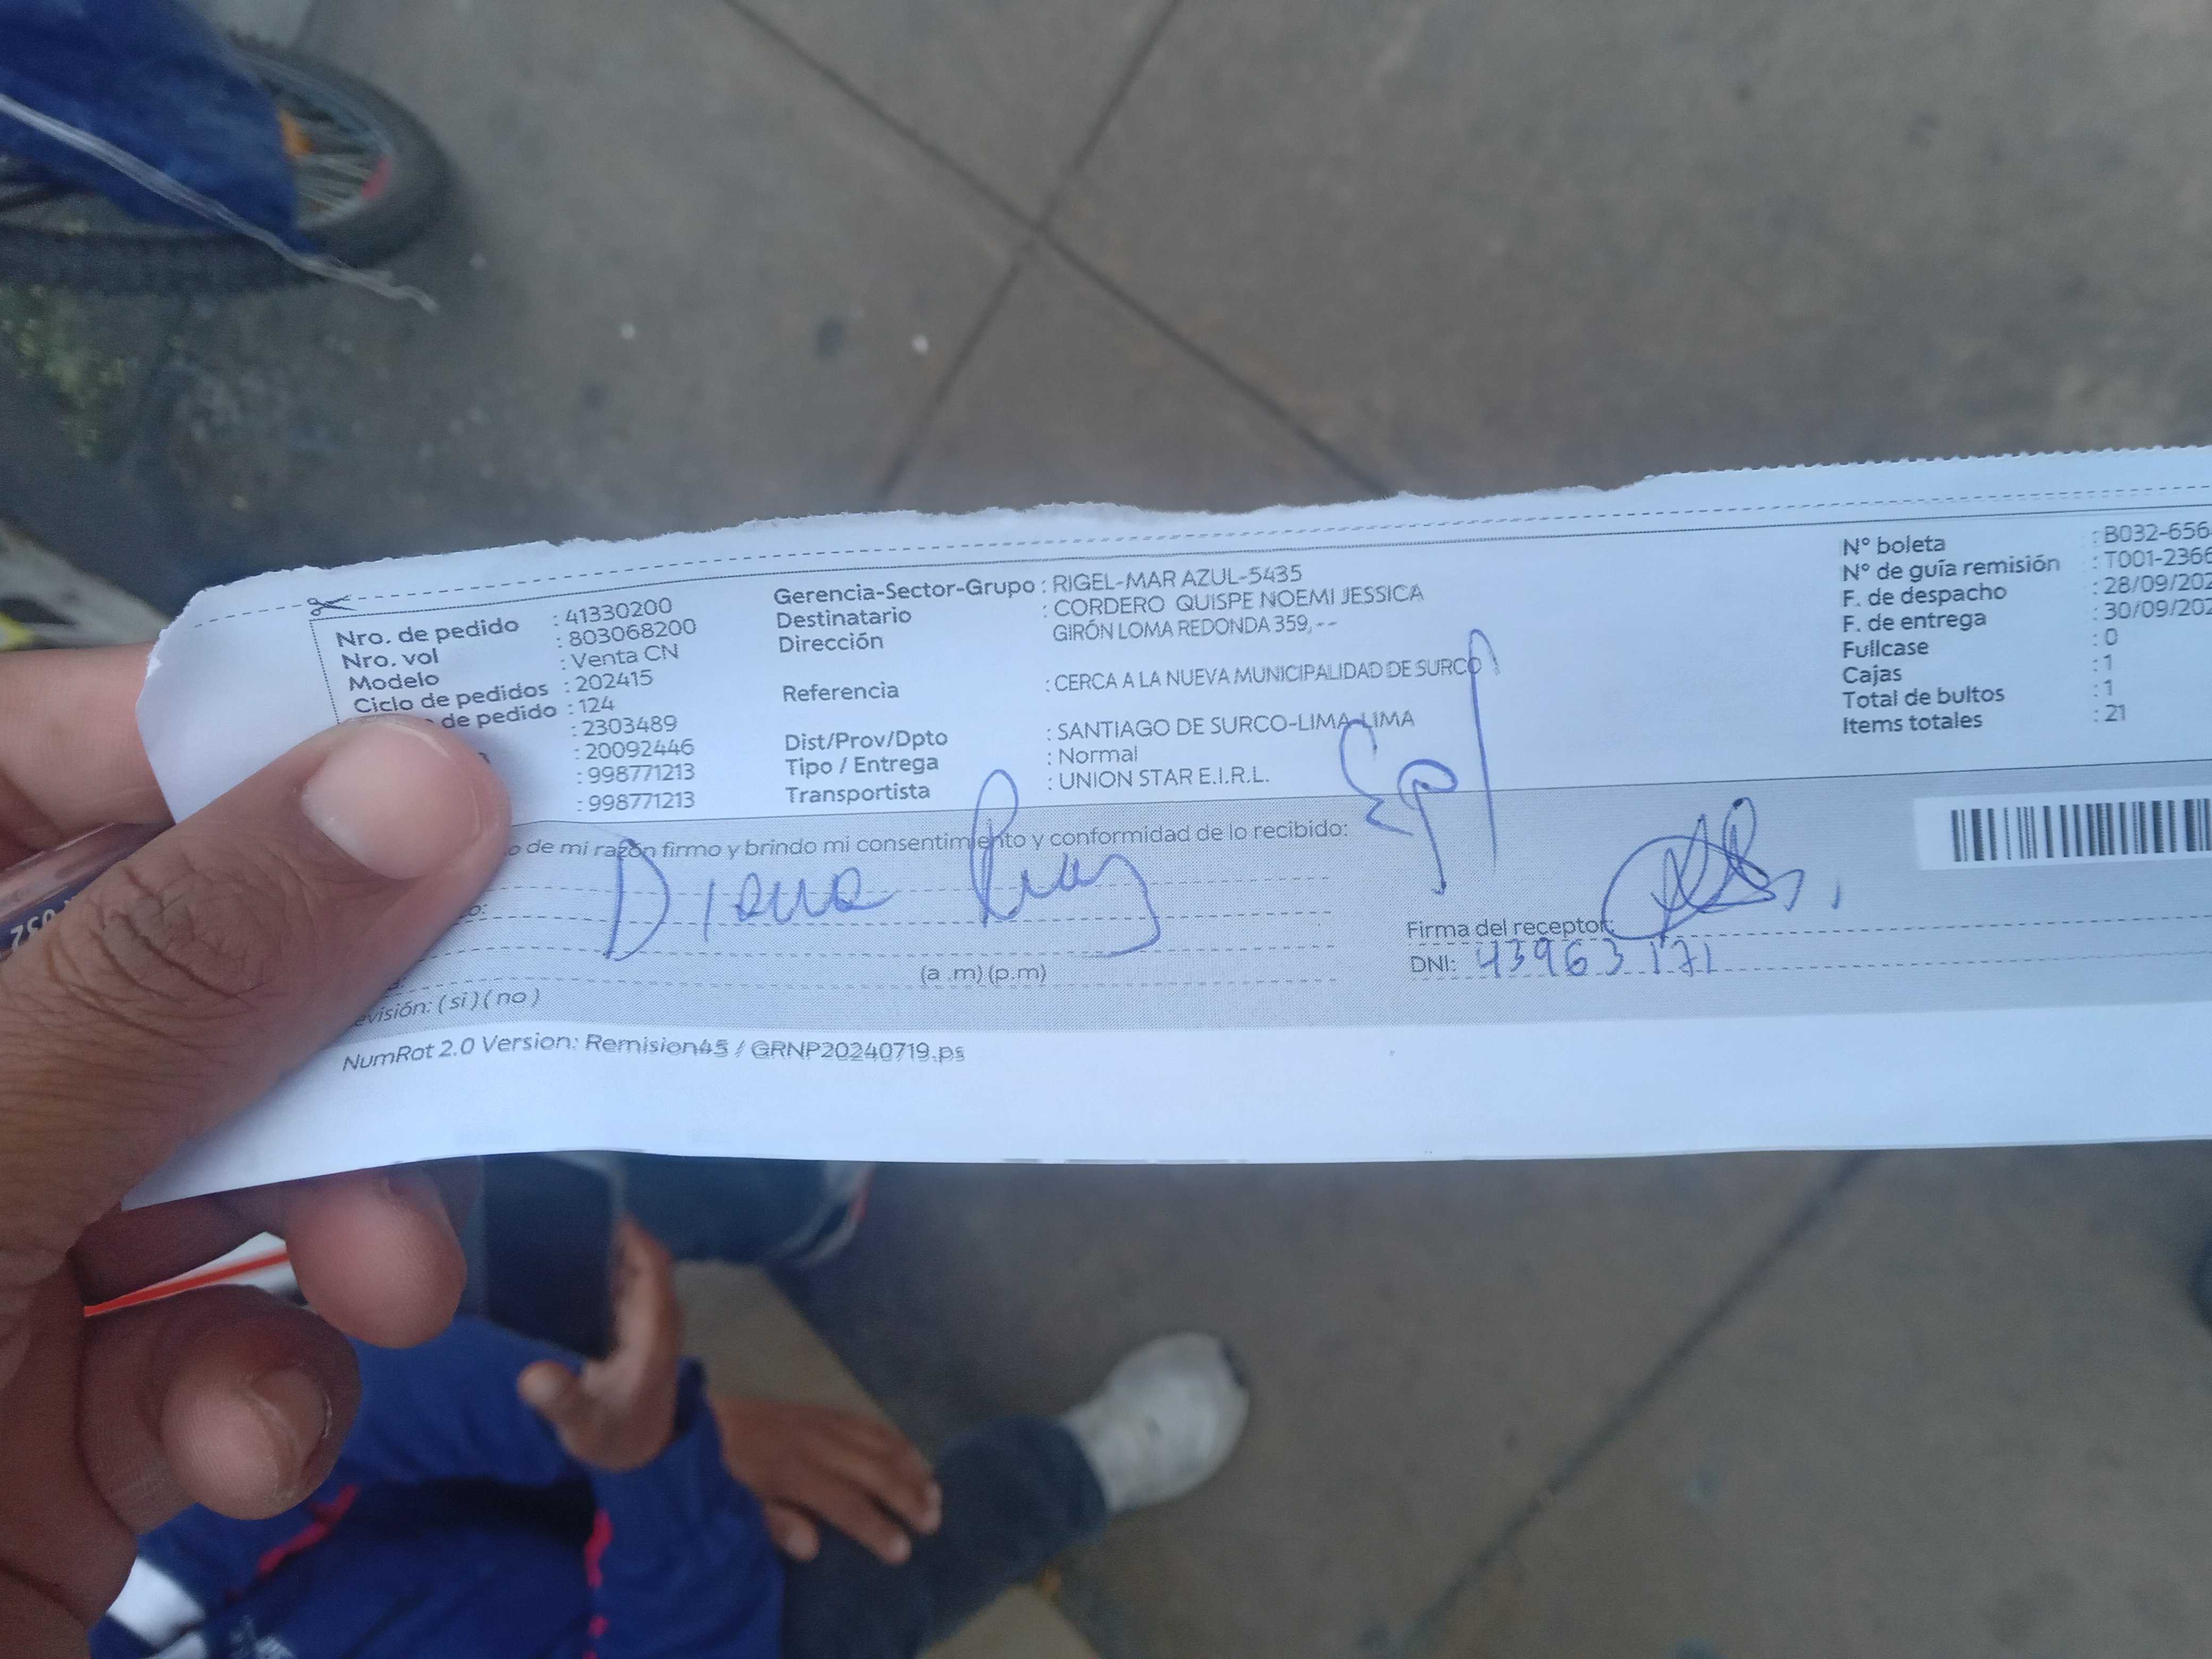 Nro. de pedido : 41330200
Nro. vol : 803068200
Modelo : Venta CN
Ciclo de pedidos : 202415
de pedido : 124
: 2303489
: 20092446
: 998771213
: 998771213
Gerencia-Sector-Grupo : RIGEL-MAR AZUL-5435
Destinatario : CORDERO QUISPE NOEMI JESSICA
Dirección GIRÓN LOMA REDONDA 359, --
Referencia : CERCA A LA NUEVA MUNICIPALIDAD DE SURCO
Dist/Prov/Dpto : SANTIAGO DE SURCO-LIMA-LIMA
Tipo / Entrega : Normal
Transportista : UNION STAR E.I.R.L.
N° boleta : B032-656
N° de guía remisión : T001-2366
F. de despacho : 28/09/202
F. de entrega : 30/09/202
Fullcase : 0
Cajas : 1
Total de bultos : 1
Items totales : 21
o de mi razón firmo y brindo mi consentimiento y conformidad de lo recibido:
Diana
Firma del receptor:
DNI: 43963171
(a .m) (p.m)
evisión: ( si ) ( no )
NumRot 2.0 Version: Remision45 / GRNP20240719.ps
032